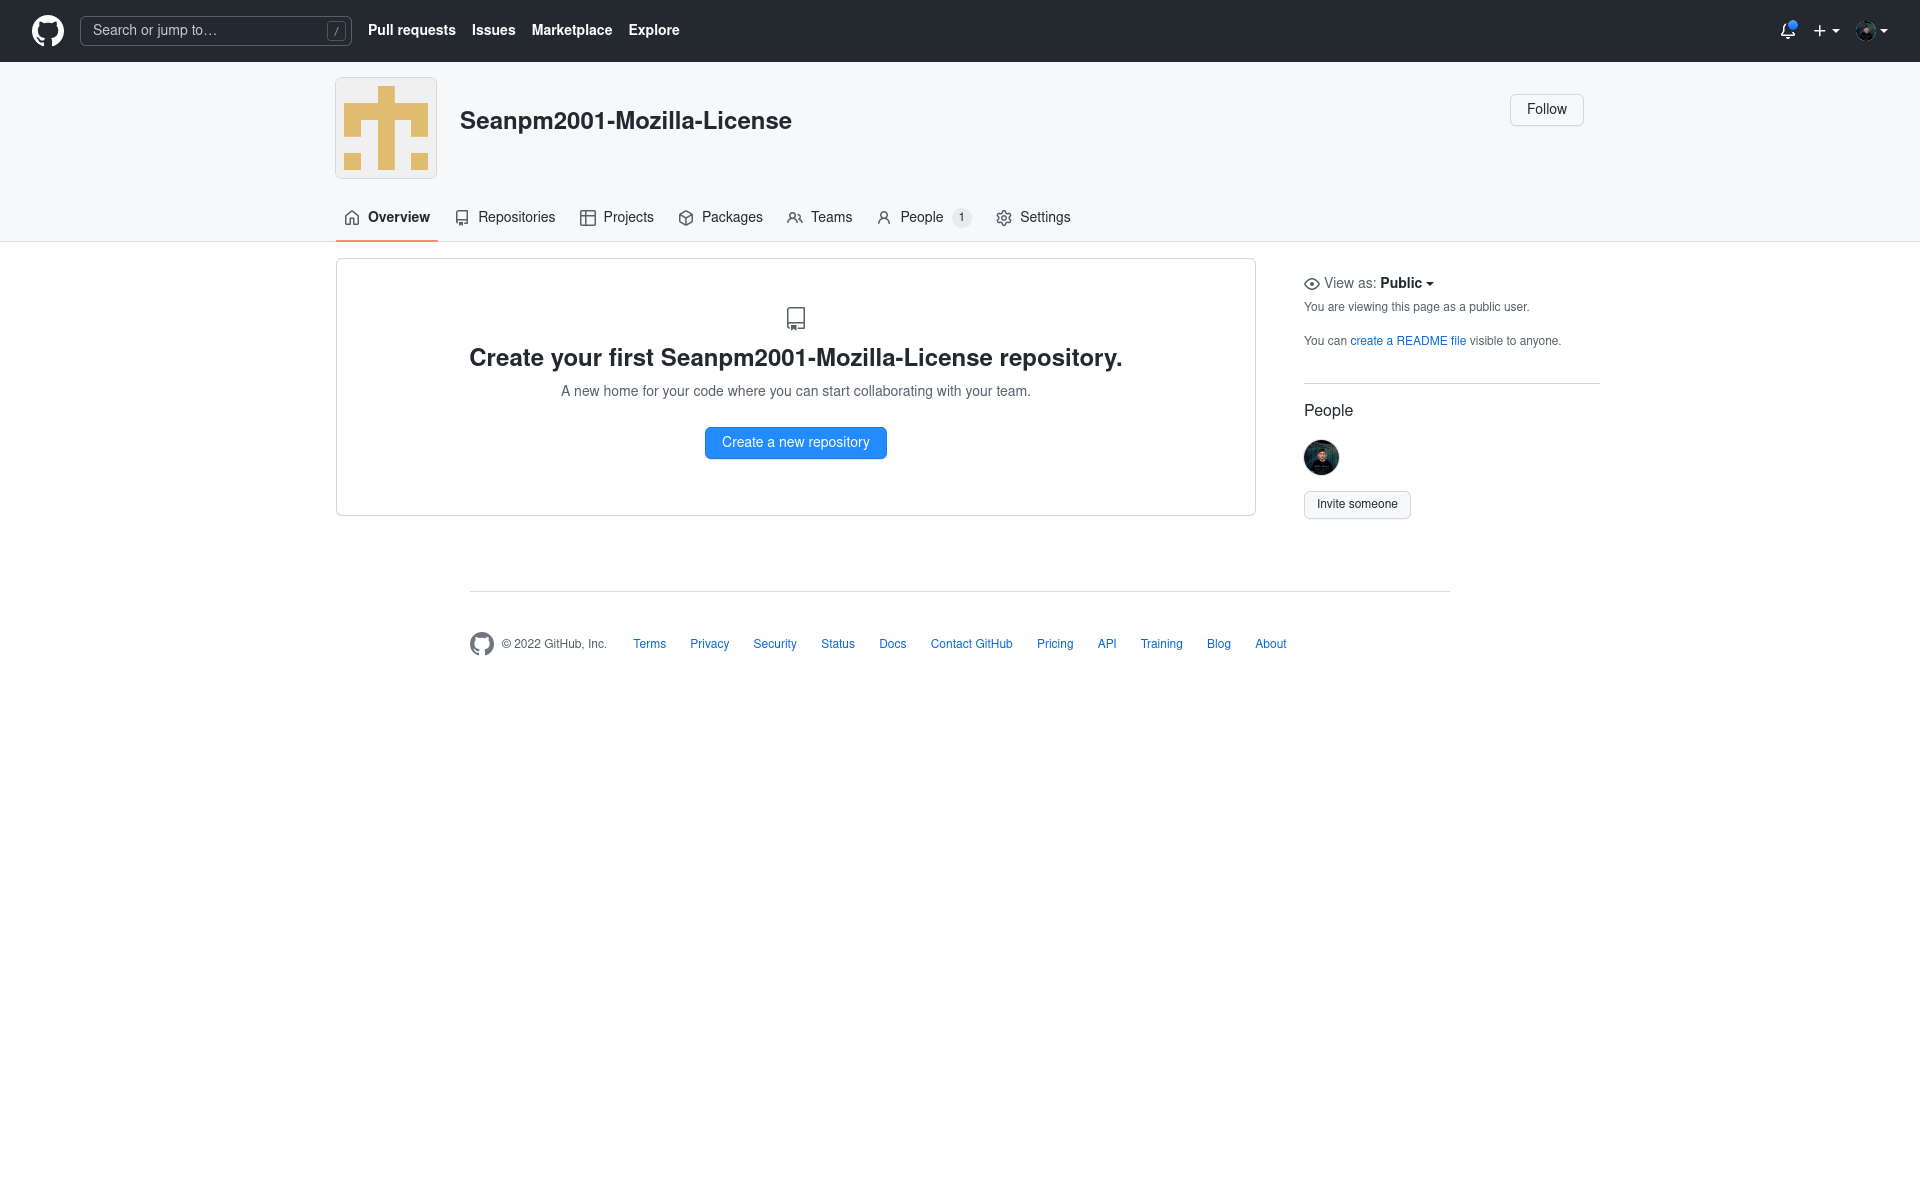 Search or jump to… /
Pull requests Issues Marketplace Explore
Seanpm2001-Mozilla-License
Follow
Overview Repositories Projects Packages Teams People 1 Settings
Create your first Seanpm2001-Mozilla-License repository.
A new home for your code where you can start collaborating with your team.
Create a new repository
View as: Public
You are viewing this page as a public user.
You can create a README file visible to anyone.
People
Invite someone
© 2022 GitHub, Inc. Terms Privacy Security Status Docs Contact GitHub Pricing API Training Blog About